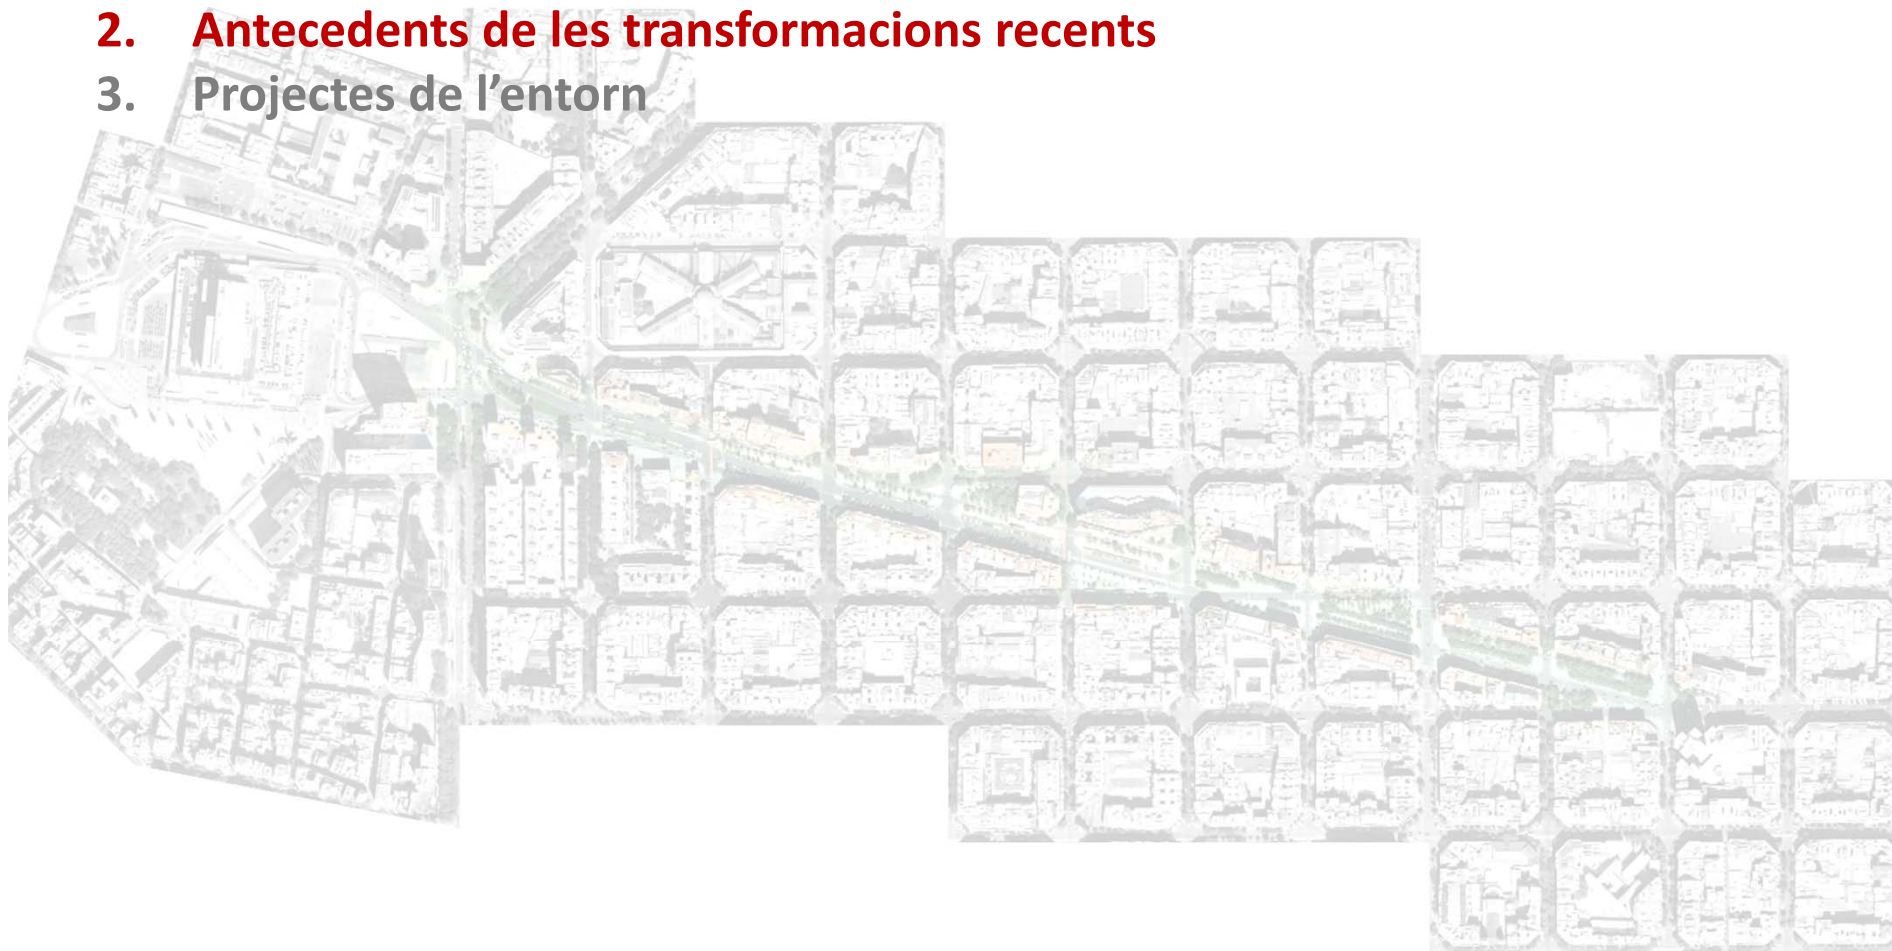 2. Antecedents de les transformacions recents
3. Projectes de l’entorn